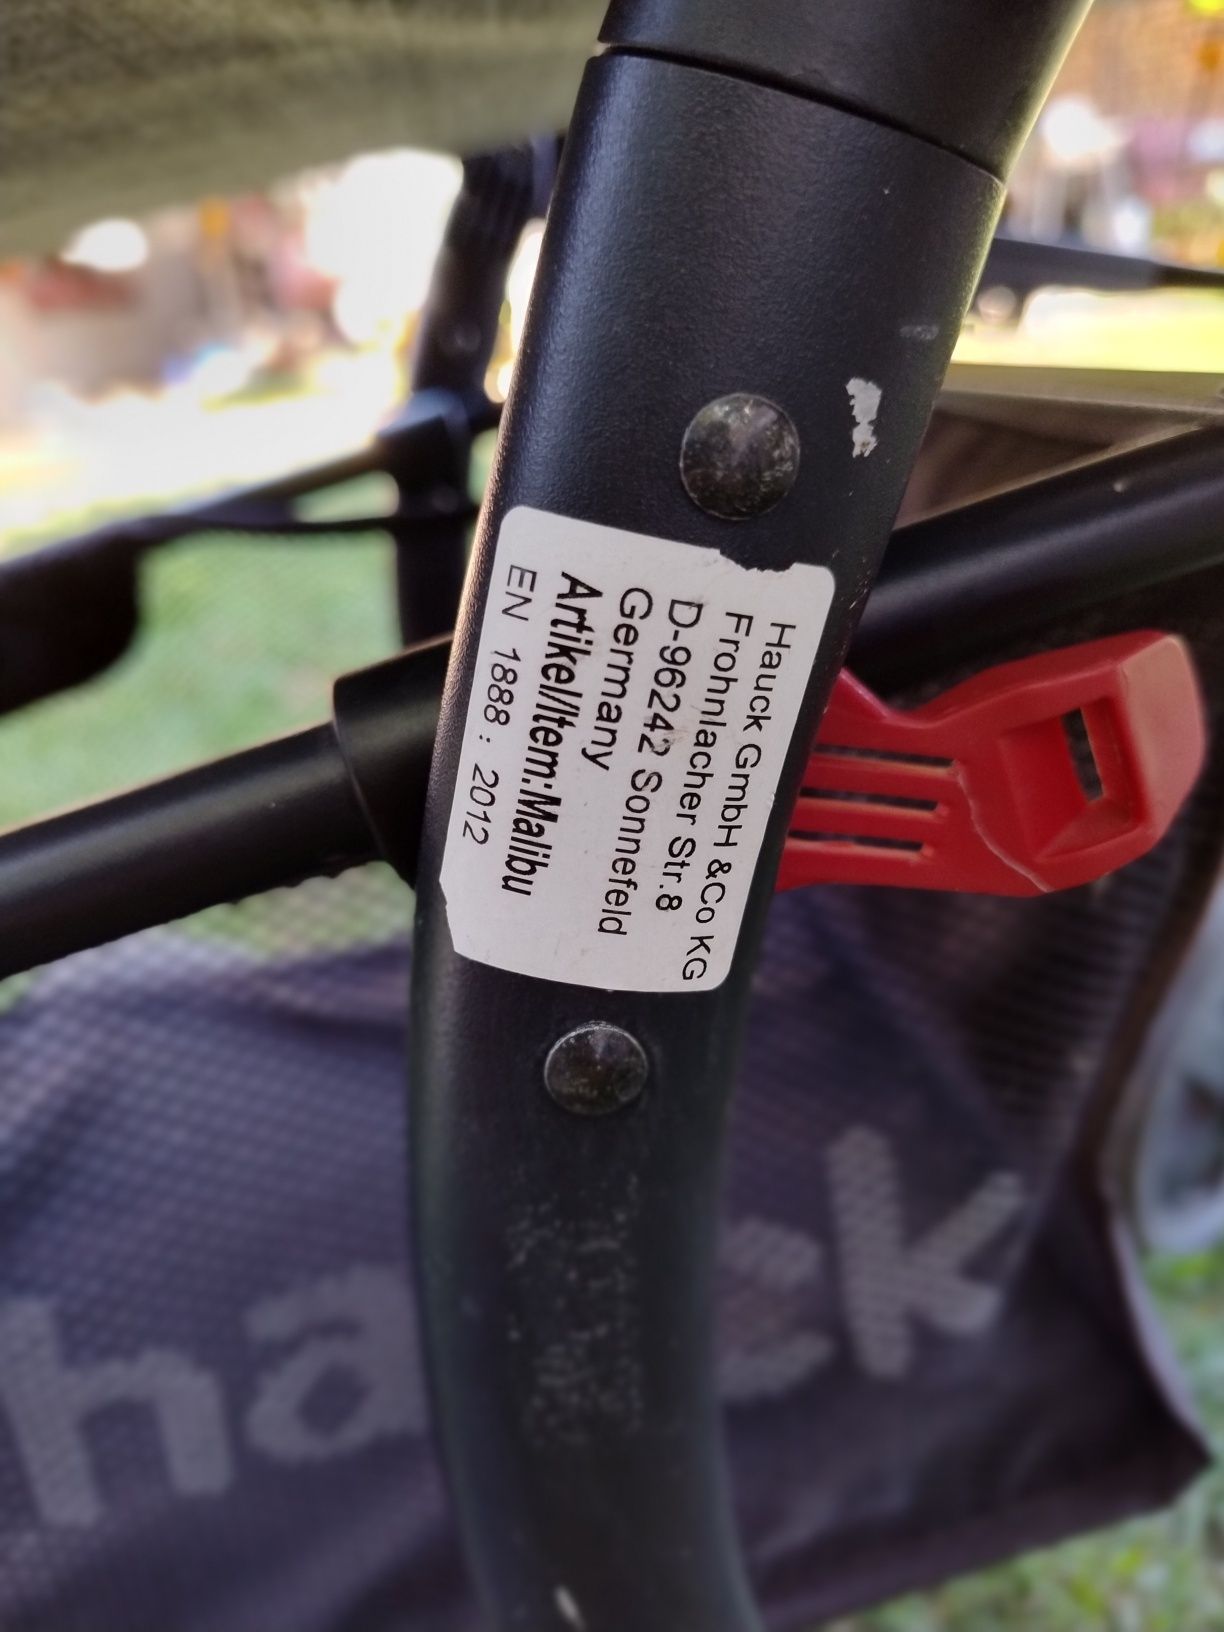 Hauck GmbH &Co KG
Frohnlacher Str.8
D-96242 Sonnefeld
Germany
Artikel/Item:Malibu
EN 1888 : 2012